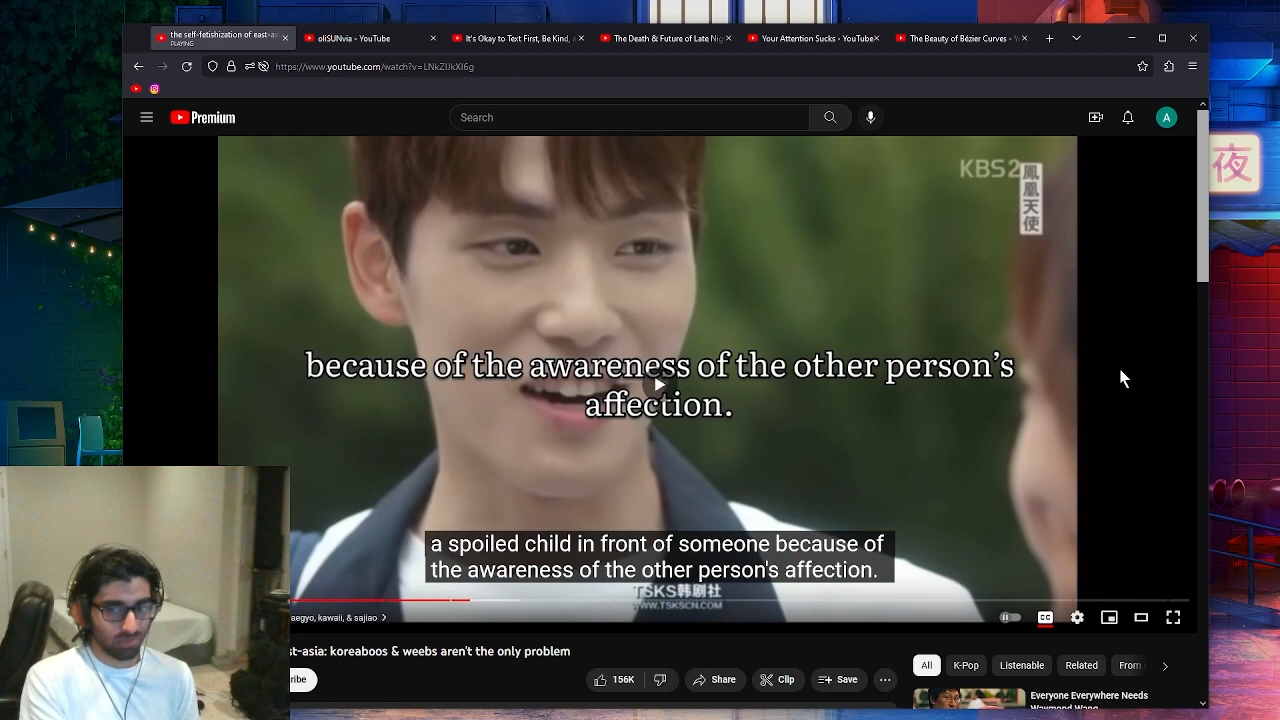 the self-fetishization of east-as
PLAYING
oliSUNvia - YouTube
It's Okay to Text First, Be Kind, a
The Death & Future of Late Nig
Your Attention Sucks - YouTube
The Beauty of Bézier Curves - Y
https://www.youtube.com/watch?v=LNkZIJkXI6g
Premium
Search
A
KBS2
鳳凰天使
夜
because of the awareness of the other person's
affection.
a spoiled child in front of someone because of
the awareness of the other person's affection.
TSKS韩剧社
WWW.TSKSCN.COM
aegyo, kawaii, & sajiao
CC
st-asia: koreaboos & weebs aren't the only problem
ribe
156K
Share
Clip
Save
All
K-Pop
Listenable
Related
From
Everyone Everywhere Needs
Waymond Wang